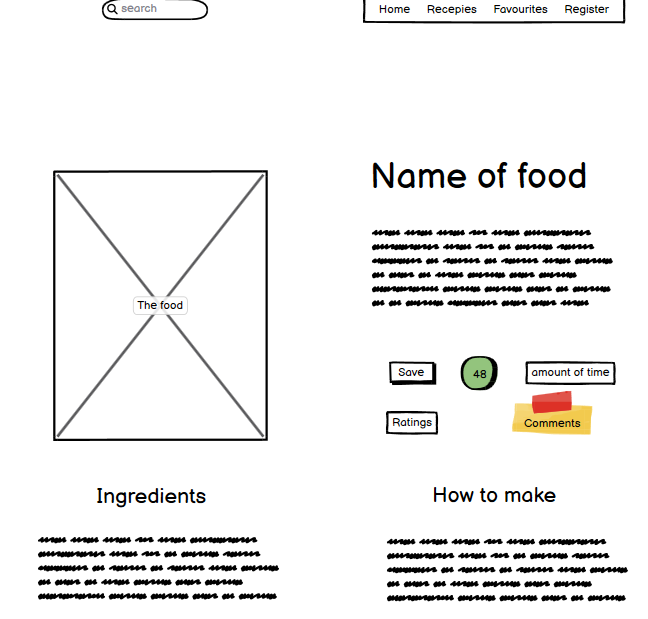 search
Home Recepies Favourites Register
Name of food
The food
Save 48 amount of time
Ratings Comments
Ingredients How to make